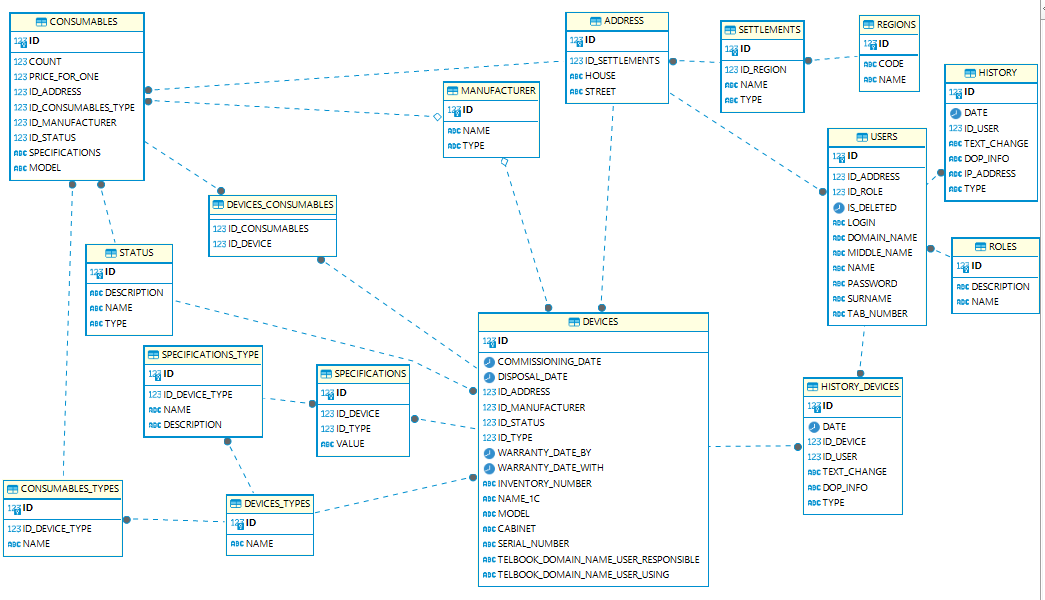 CONSUMABLES
123 ID
123 COUNT
123 PRICE_FOR_ONE
123 ID_ADDRESS
123 ID_CONSUMABLES_TYPE
123 ID_MANUFACTURER
123 ID_STATUS
ABC SPECIFICATIONS
ABC MODEL
MANUFACTURER
123 ID
ABC NAME
ABC TYPE
ADDRESS
123 ID
123 ID_SETTLEMENTS
ABC HOUSE
ABC STREET
SETTLEMENTS
123 ID
123 ID_REGION
ABC NAME
ABC TYPE
REGIONS
123 ID
ABC CODE
ABC NAME
HISTORY
123 ID
DATE
123 ID_USER
ABC TEXT_CHANGE
ABC DOP_INFO
ABC IP_ADDRESS
ABC TYPE
USERS
123 ID
123 ID_ADDRESS
123 ID_ROLE
IS_DELETED
ABC LOGIN
ABC DOMAIN_NAME
ABC MIDDLE_NAME
ABC NAME
ABC PASSWORD
ABC SURNAME
ABC TAB_NUMBER
ROLES
123 ID
ABC DESCRIPTION
ABC NAME
DEVICES_CONSUMABLES
123 ID_CONSUMABLES
123 ID_DEVICE
STATUS
123 ID
ABC DESCRIPTION
ABC NAME
ABC TYPE
SPECIFICATIONS_TYPE
123 ID
123 ID_DEVICE_TYPE
ABC NAME
ABC DESCRIPTION
SPECIFICATIONS
123 ID
123 ID_DEVICE
123 ID_TYPE
ABC VALUE
DEVICES
123 ID
COMMISSIONING_DATE
DISPOSAL_DATE
123 ID_ADDRESS
123 ID_MANUFACTURER
123 ID_STATUS
123 ID_TYPE
WARRANTY_DATE_BY
WARRANTY_DATE_WITH
ABC INVENTORY_NUMBER
ABC NAME_1C
ABC MODEL
ABC CABINET
ABC SERIAL_NUMBER
ABC TELBOOK_DOMAIN_NAME_USER_RESPONSIBLE
ABC TELBOOK_DOMAIN_NAME_USER_USING
HISTORY_DEVICES
123 ID
DATE
123 ID_DEVICE
123 ID_USER
ABC TEXT_CHANGE
ABC DOP_INFO
ABC TYPE
CONSUMABLES_TYPES
123 ID
123 ID_DEVICE_TYPE
ABC NAME
DEVICES_TYPES
123 ID
ABC NAME